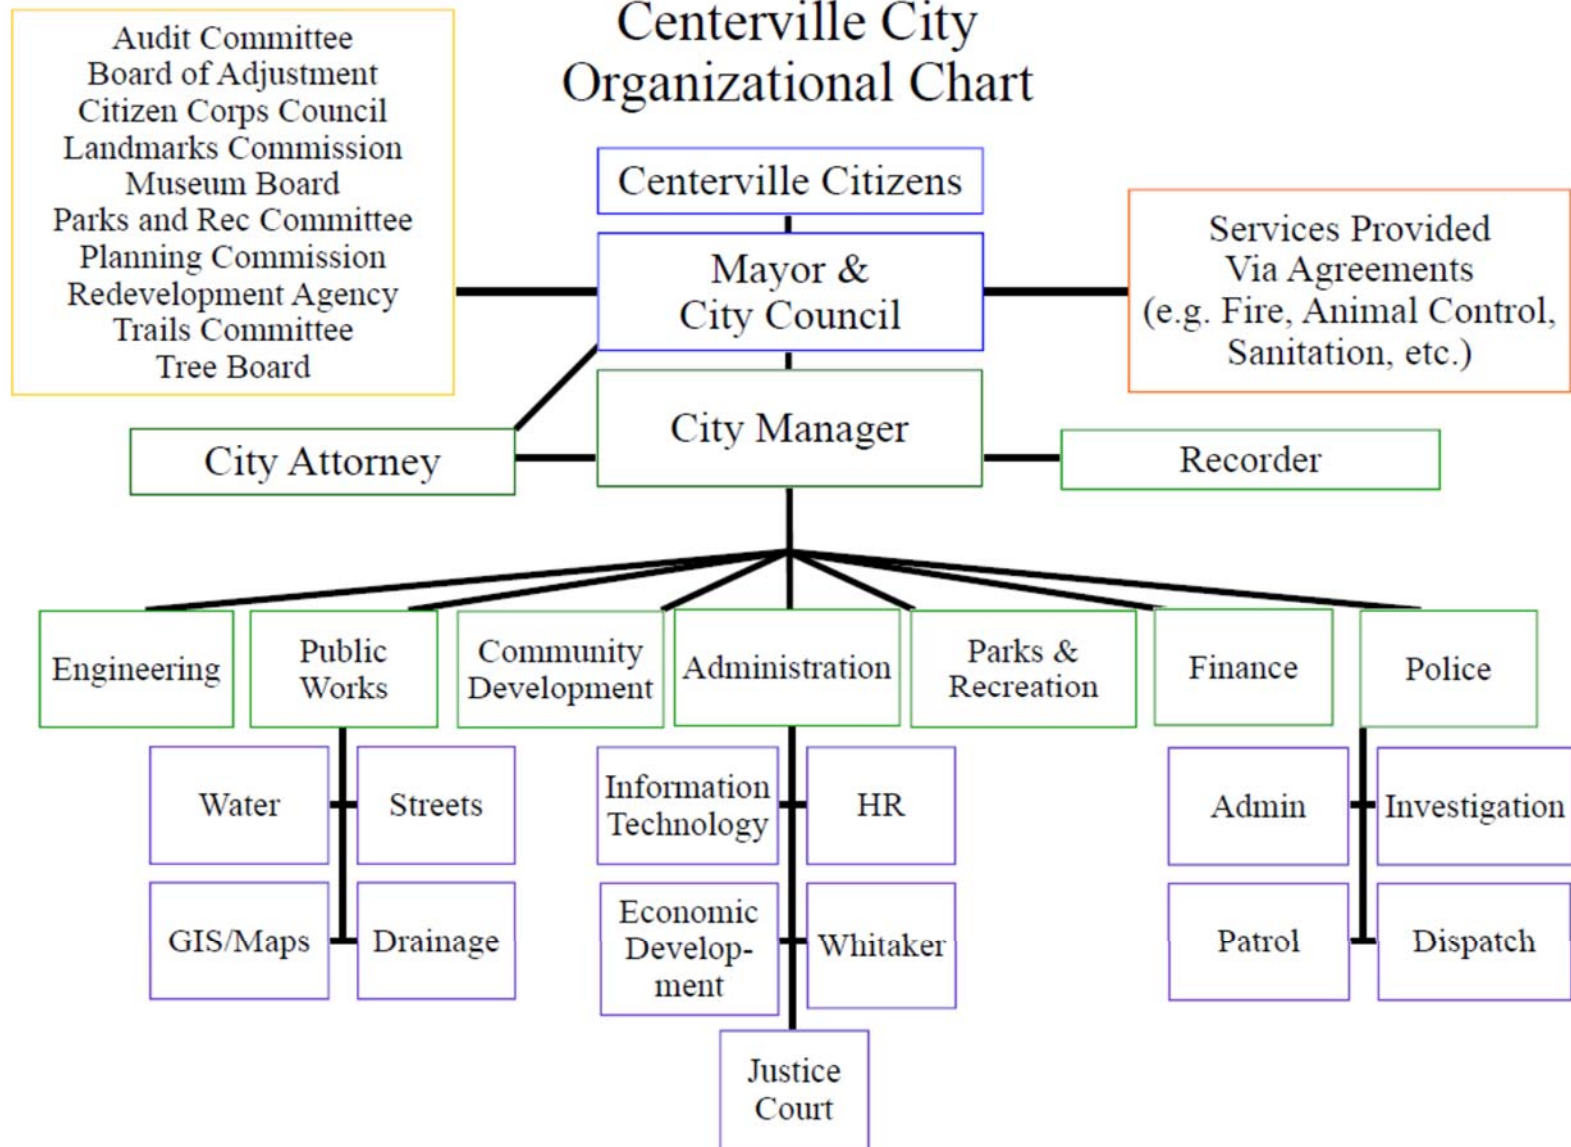 Centerville City
Organizational Chart
Audit Committee
Board of Adjustment
Citizen Corps Council
Landmarks Commission
Museum Board
Parks and Rec Committee
Planning Commission
Redevelopment Agency
Trails Committee
Tree Board
Centerville Citizens
Mayor &
City Council
Services Provided
Via Agreements
(e.g. Fire, Animal Control,
Sanitation, etc.)
City Attorney
City Manager
Recorder
Engineering
Public
Works
Community
Development
Administration
Parks &
Recreation
Finance
Police
Water
Streets
GIS/Maps
Drainage
Information
Technology
HR
Economic
Develop-
ment
Whitaker
Justice
Court
Admin
Investigation
Patrol
Dispatch